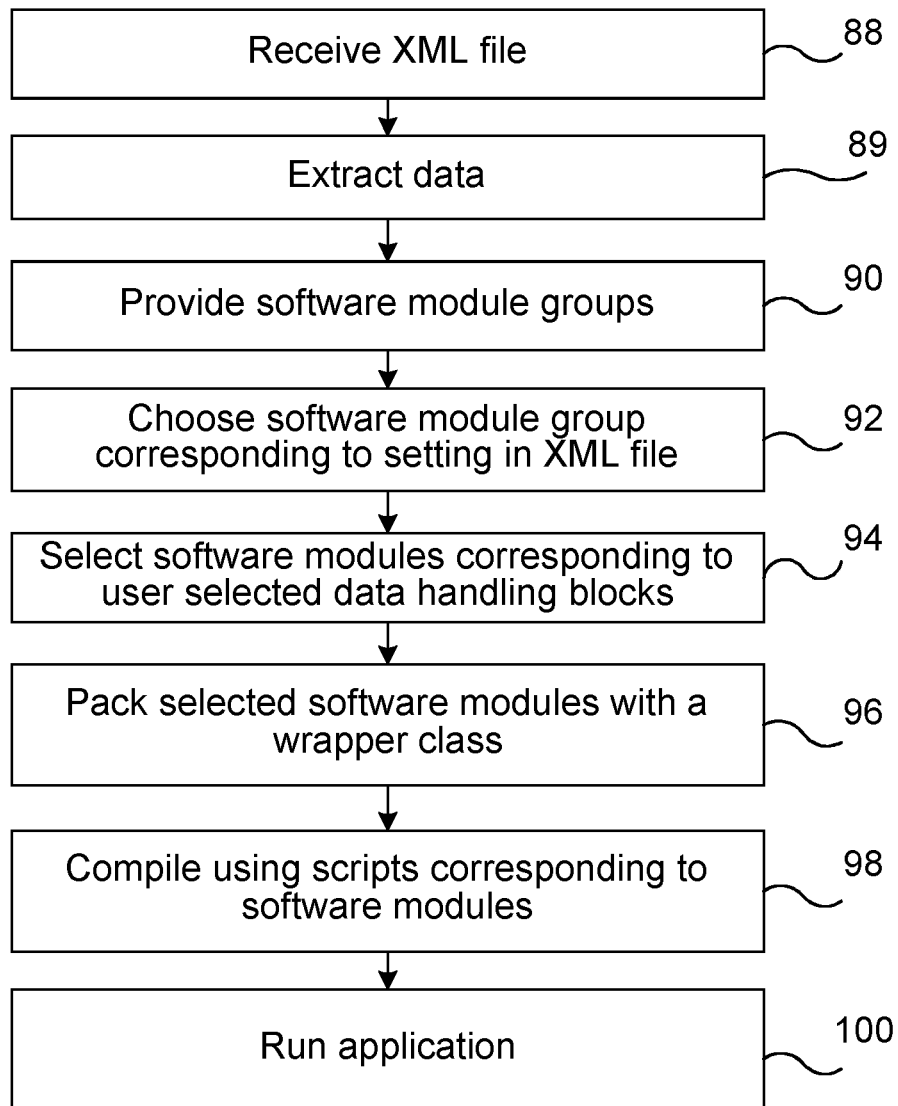 Receive XML file
88
Extract data
89
Provide software module groups
90
Choose software module group
corresponding to setting in XML file
92
Select software modules corresponding to
user selected data handling blocks
94
Pack selected software modules with a
wrapper class
96
Compile using scripts corresponding to
software modules
98
Run application
100